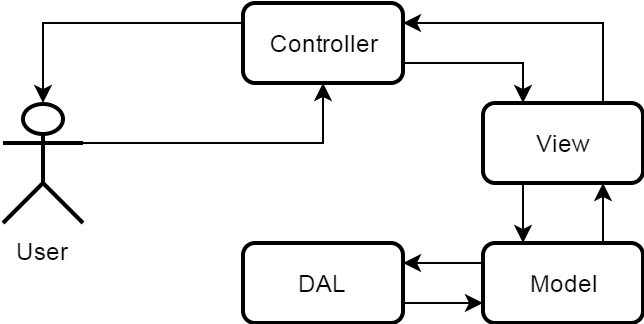 Controller
View
User
DAL
Model